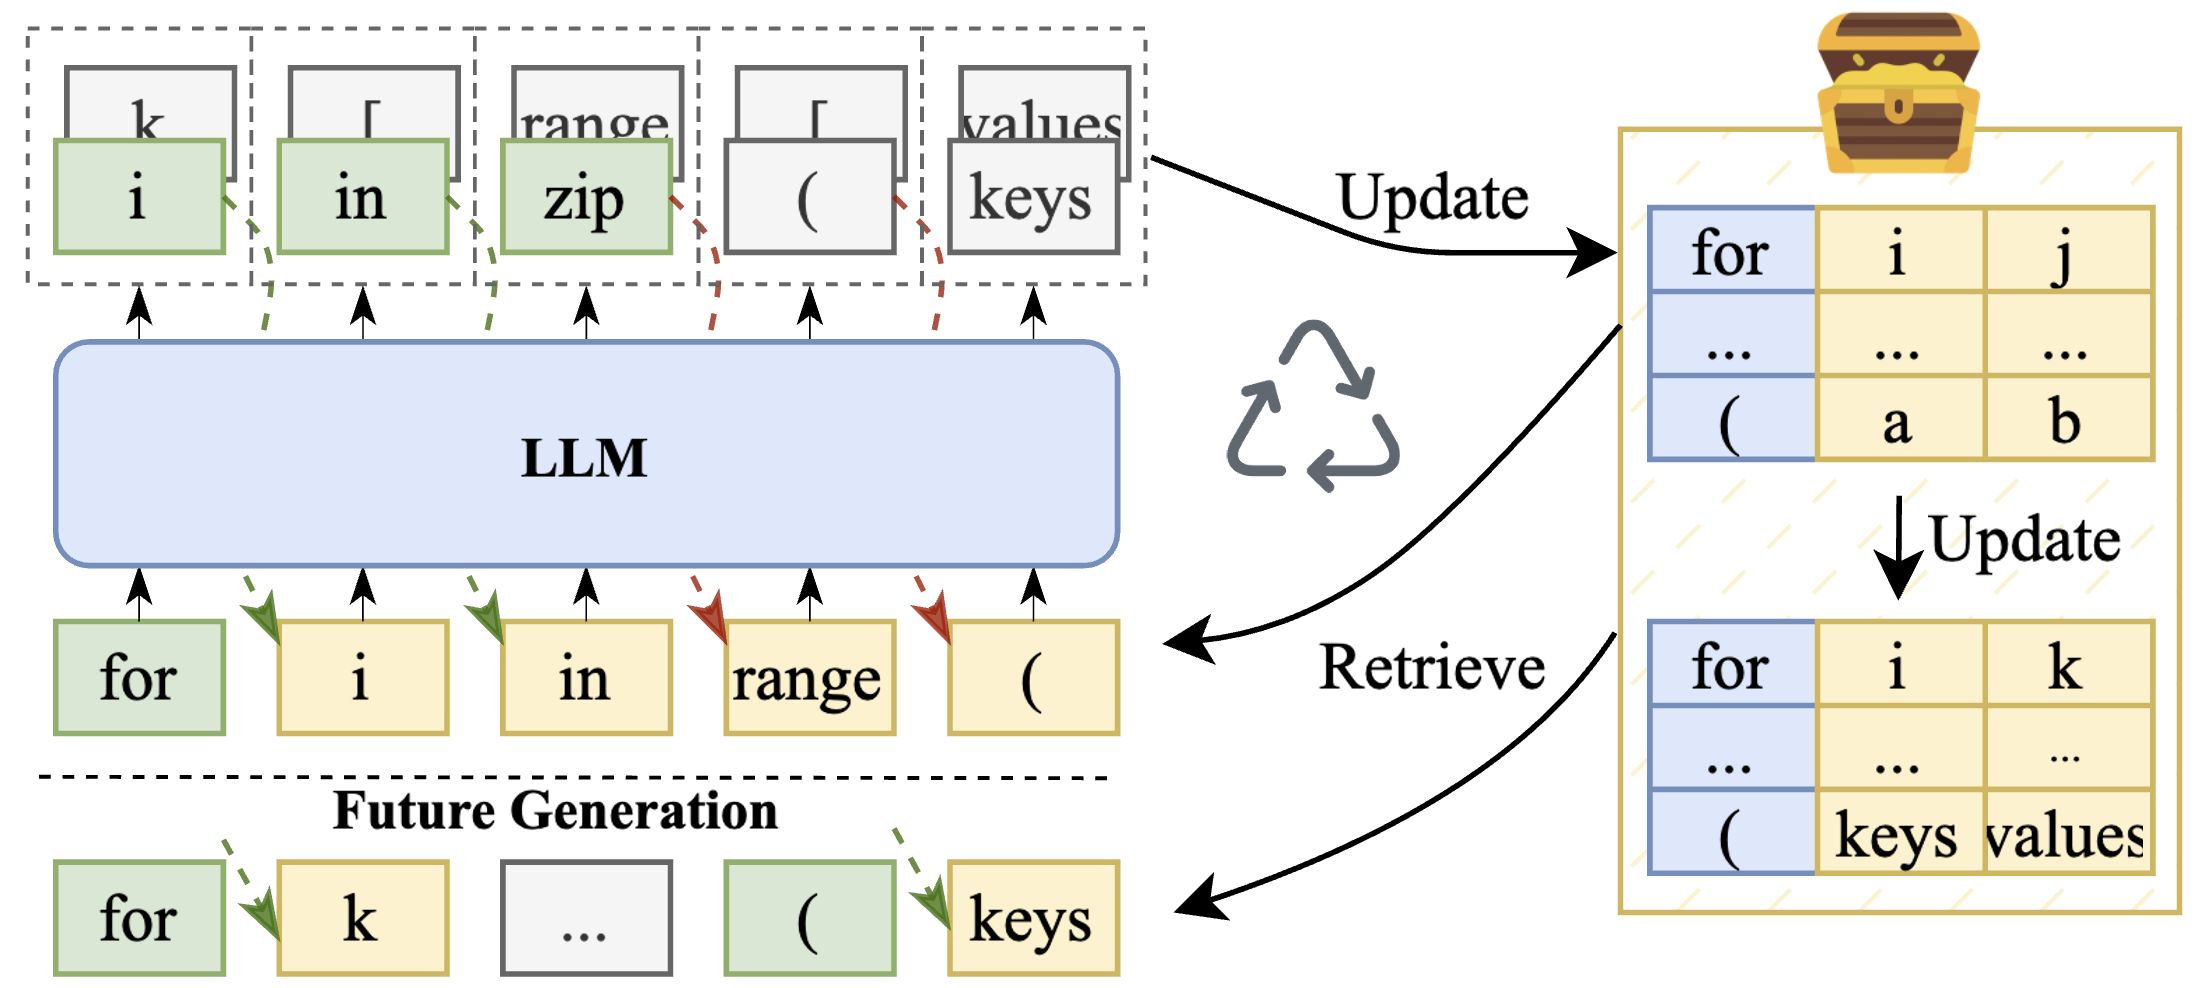 k [ range [ values
i in zip ( keys
Update
for i j
... ... ...
( a b
LLM
Update
for i in range (
Retrieve
for i k
... ... ...
( keys values
Future Generation
for k ... ( keys